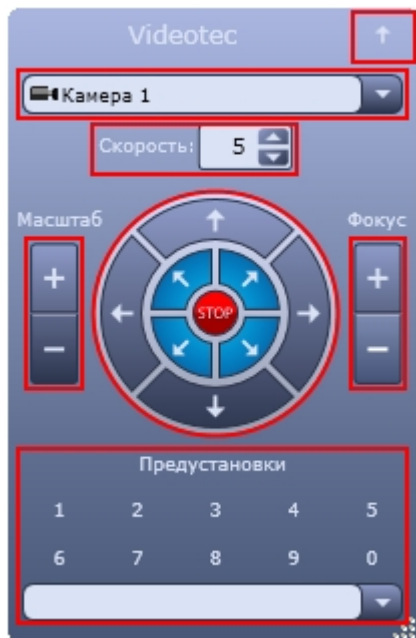 Videotec
Камера 1
Скорость: 5
Масштаб
Фокус
+ +
STOP
− −
Предустановки
1 2 3 4 5
6 7 8 9 0